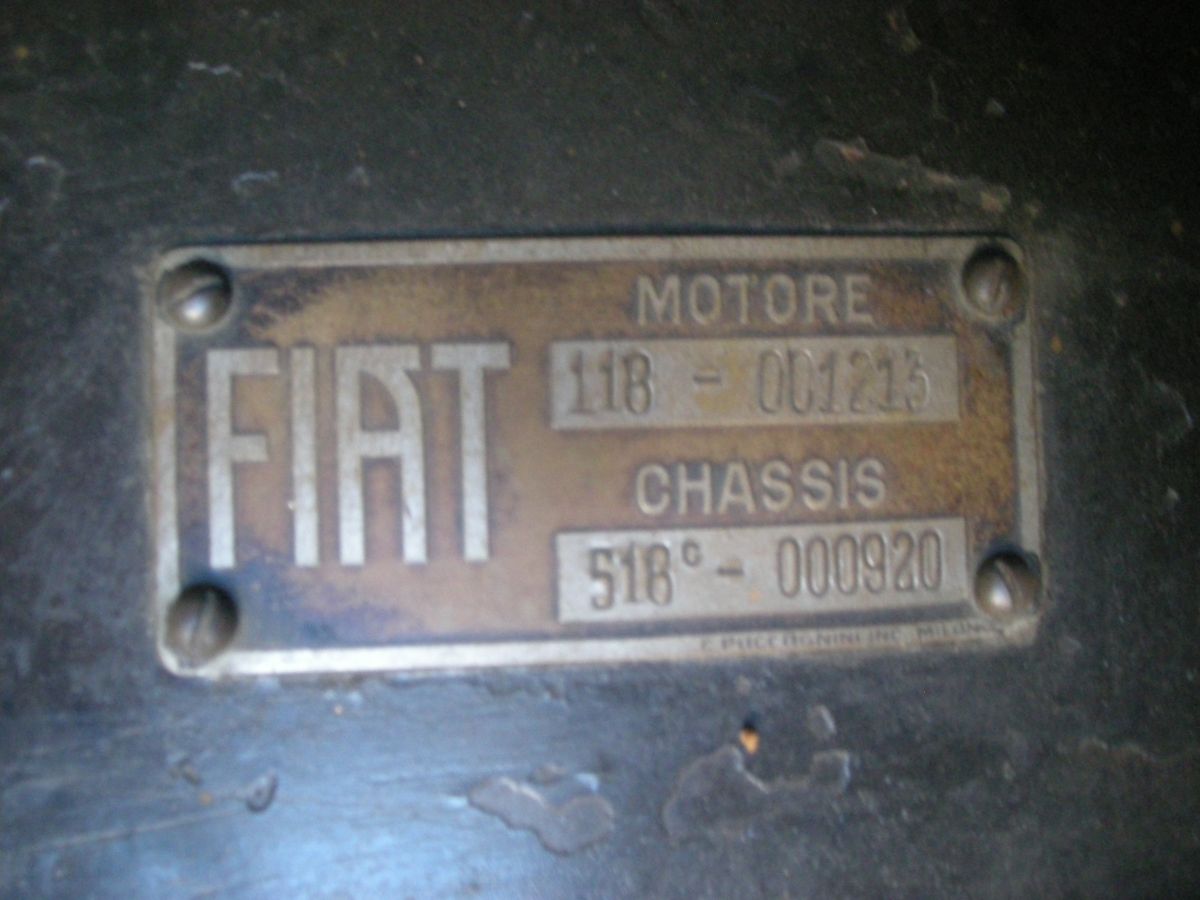 FIAT
MOTORE
118 - 001213
CHASSIS
518ᶜ - 000920